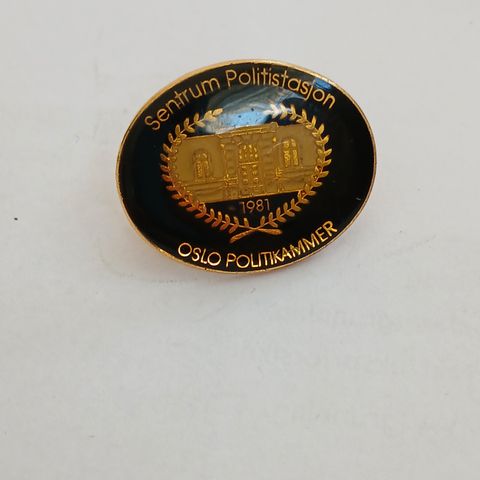 Sentrum Politistasjon
1981
OSLO POLITIKAMMER